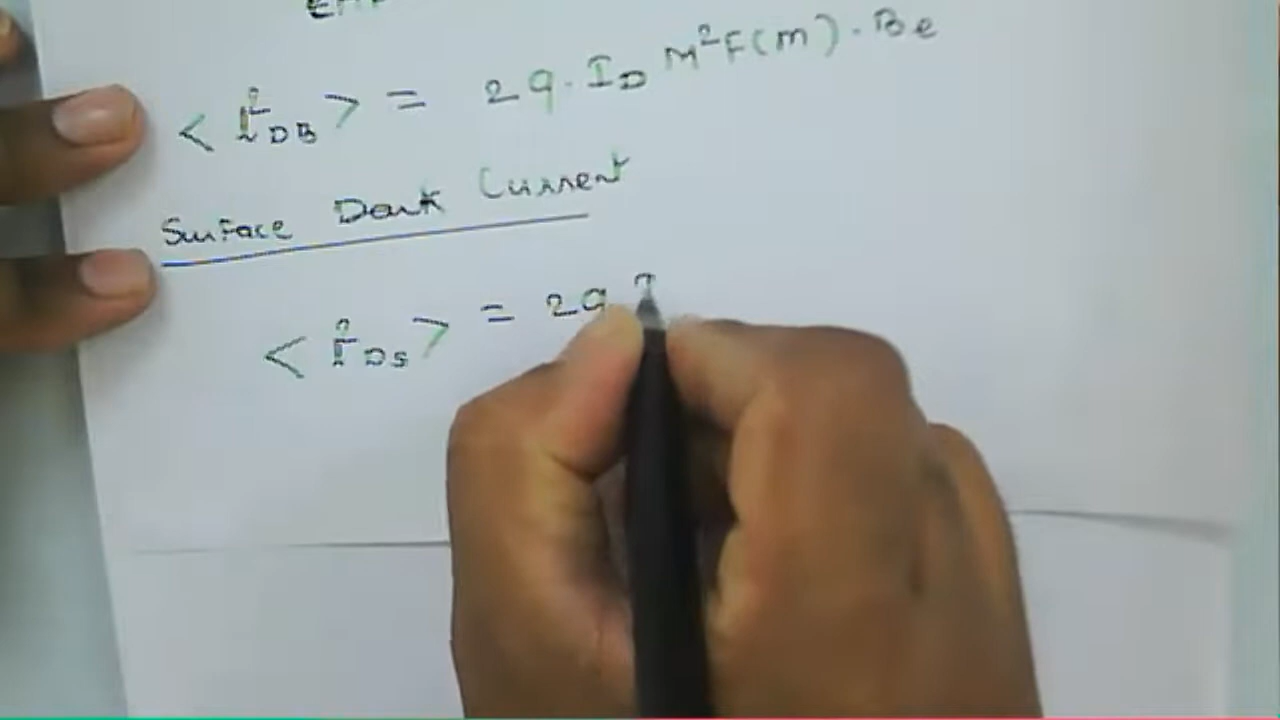 < i²DB > = 2q. ID M²F(m). Be
Surface Dark Current
< i²DS > = 2q